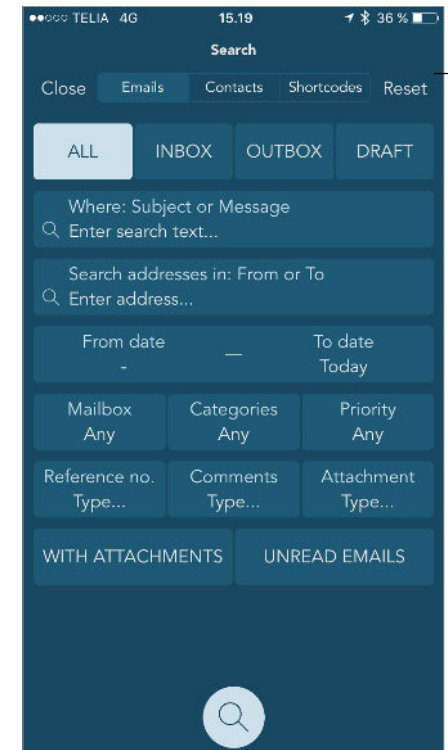 TELIA 4G 15.19 36 %
Search
Close Emails Contacts Shortcodes Reset
ALL INBOX OUTBOX DRAFT
Where: Subject or Message
Enter search text...
Search addresses in: From or To
Enter address...
From date — To date
- Today
Mailbox Categories Priority
Any Any Any
Reference no. Comments Attachment
Type... Type... Type...
WITH ATTACHMENTS UNREAD EMAILS